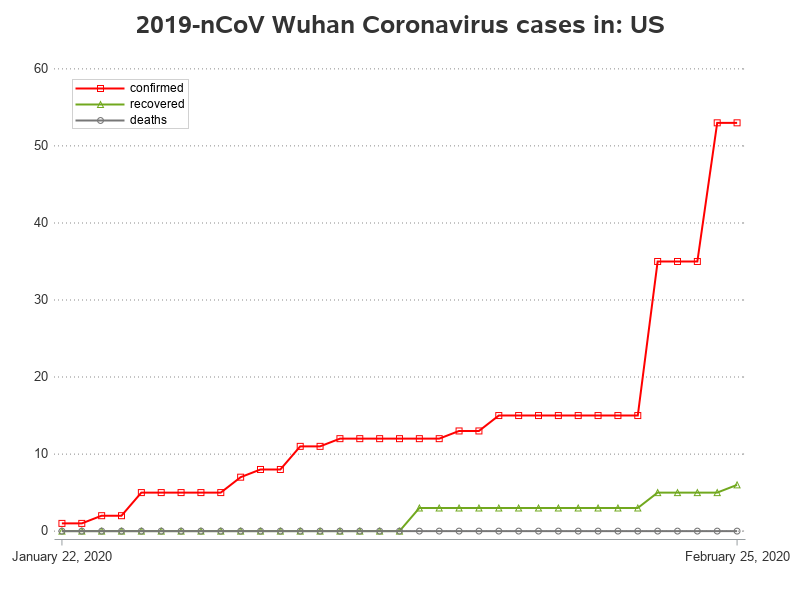 2019-nCoV Wuhan Coronavirus cases in: US
60
confirmed
recovered
deaths
50
40
30
20
10
0
January 22, 2020
February 25, 2020